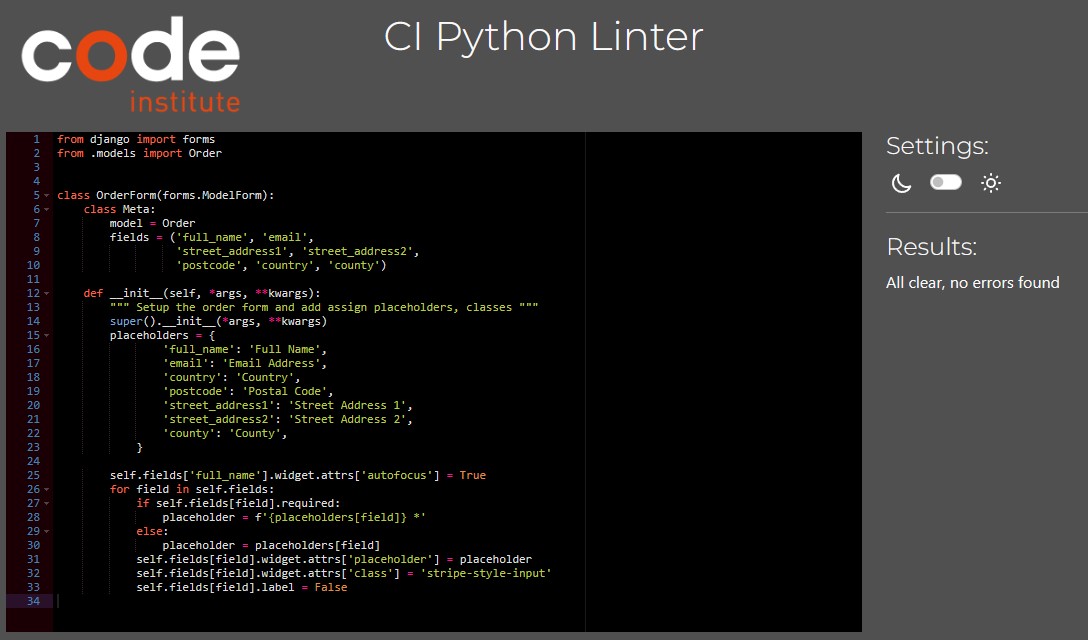 code
institute
CI Python Linter
1 from django import forms
2 from .models import Order
3
4
5 class OrderForm(forms.ModelForm):
6     class Meta:
7         model = Order
8         fields = ('full_name', 'email',
9                   'street_address1', 'street_address2',
10                   'postcode', 'country', 'county')
11
12     def __init__(self, *args, **kwargs):
13         """ Setup the order form and add assign placeholders, classes """
14         super().__init__(*args, **kwargs)
15         placeholders = {
16                 'full_name': 'Full Name',
17                 'email': 'Email Address',
18                 'country': 'Country',
19                 'postcode': 'Postal Code',
20                 'street_address1': 'Street Address 1',
21                 'street_address2': 'Street Address 2',
22                 'county': 'County',
23             }
24
25         self.fields['full_name'].widget.attrs['autofocus'] = True
26         for field in self.fields:
27             if self.fields[field].required:
28                 placeholder = f'{placeholders[field]} *'
29             else:
30                 placeholder = placeholders[field]
31             self.fields[field].widget.attrs['placeholder'] = placeholder
32             self.fields[field].widget.attrs['class'] = 'stripe-style-input'
33             self.fields[field].label = False
34
Settings:
Results:
All clear, no errors found